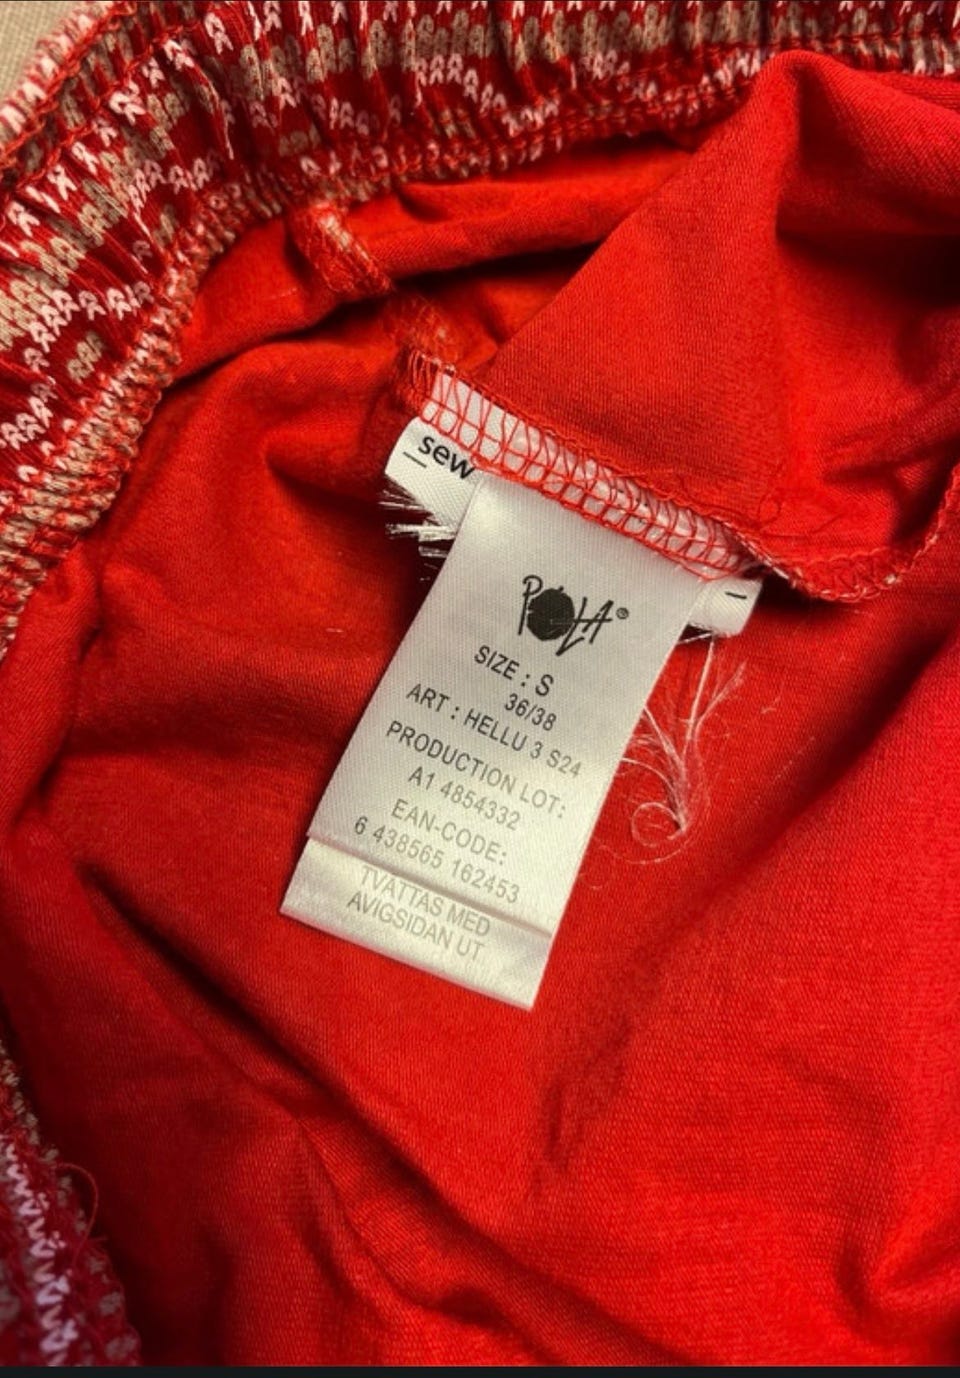 sew
POLA®
SIZE : S
36/38
ART : HELLU 3 S24
PRODUCTION LOT:
A1 4854332
EAN-CODE:
6 438565 162453
TVATTAS MED
AVIGSIDAN UT